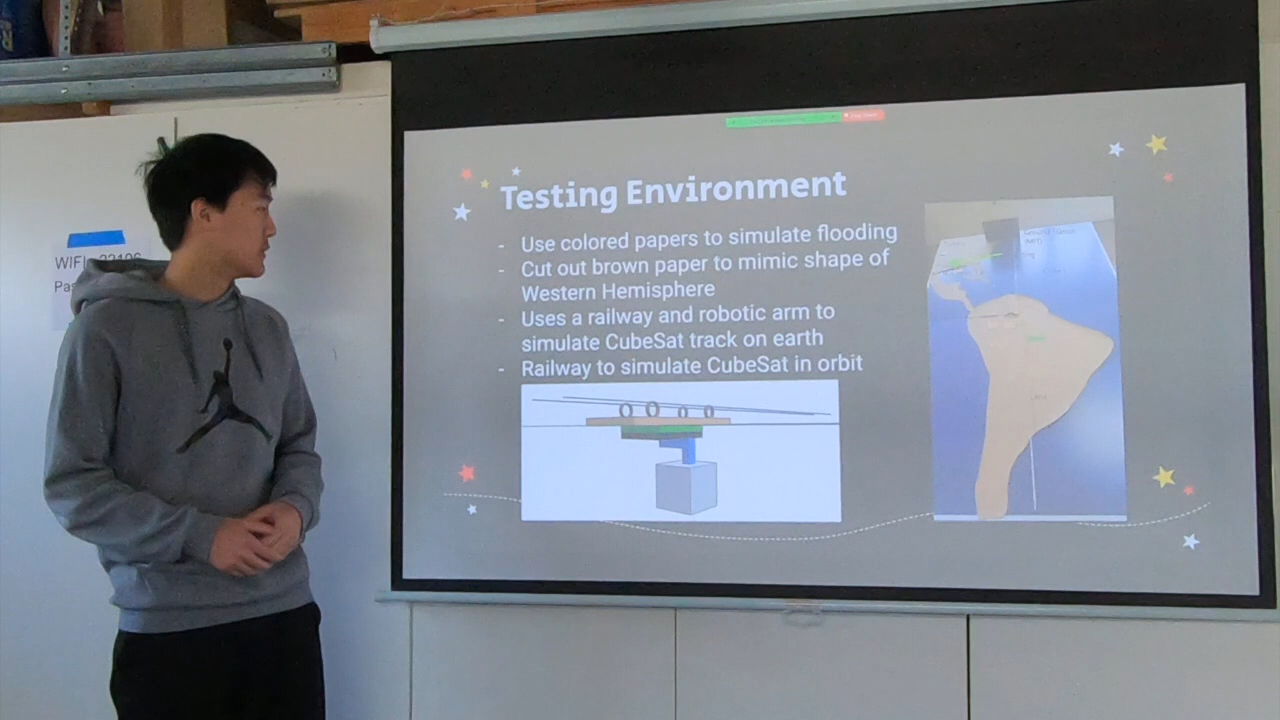 Testing Environment
- Use colored papers to simulate flooding
- Cut out brown paper to mimic shape of
Western Hemisphere
- Uses a railway and robotic arm to
simulate CubeSat track on earth
- Railway to simulate CubeSat in orbit
WIFI